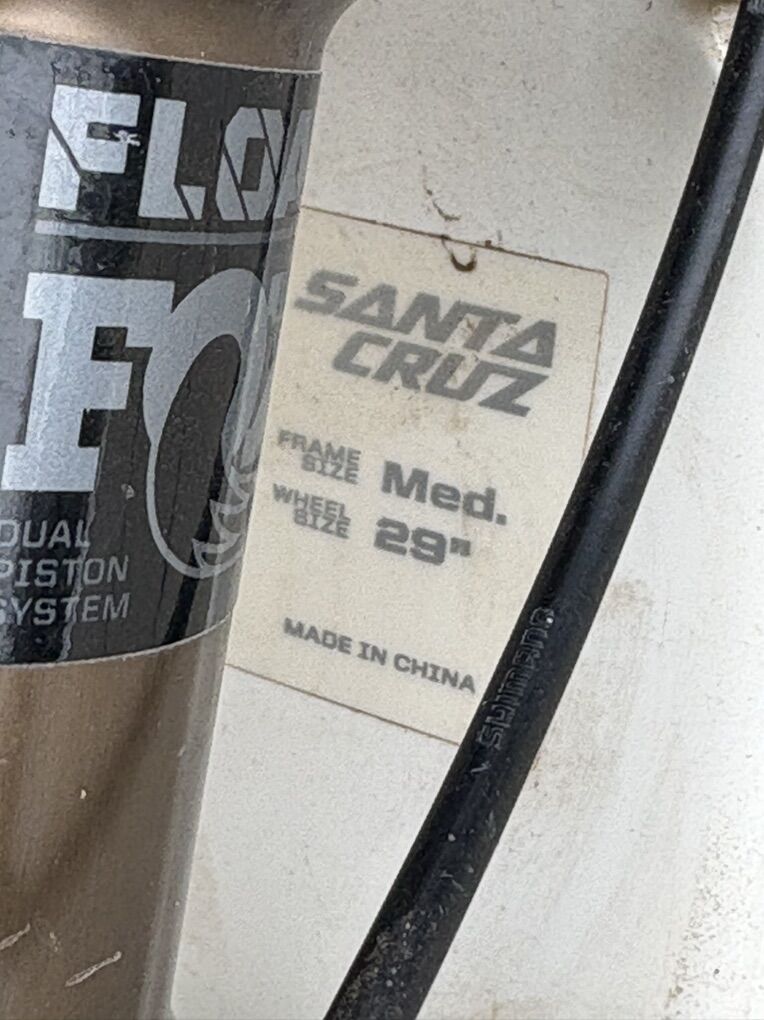 FLOA
FO
DUAL
PISTON
SYSTEM
SANTA
CRUZ
FRAME
SIZE Med.
WHEEL
SIZE 29"
MADE IN CHINA
SHIMANO